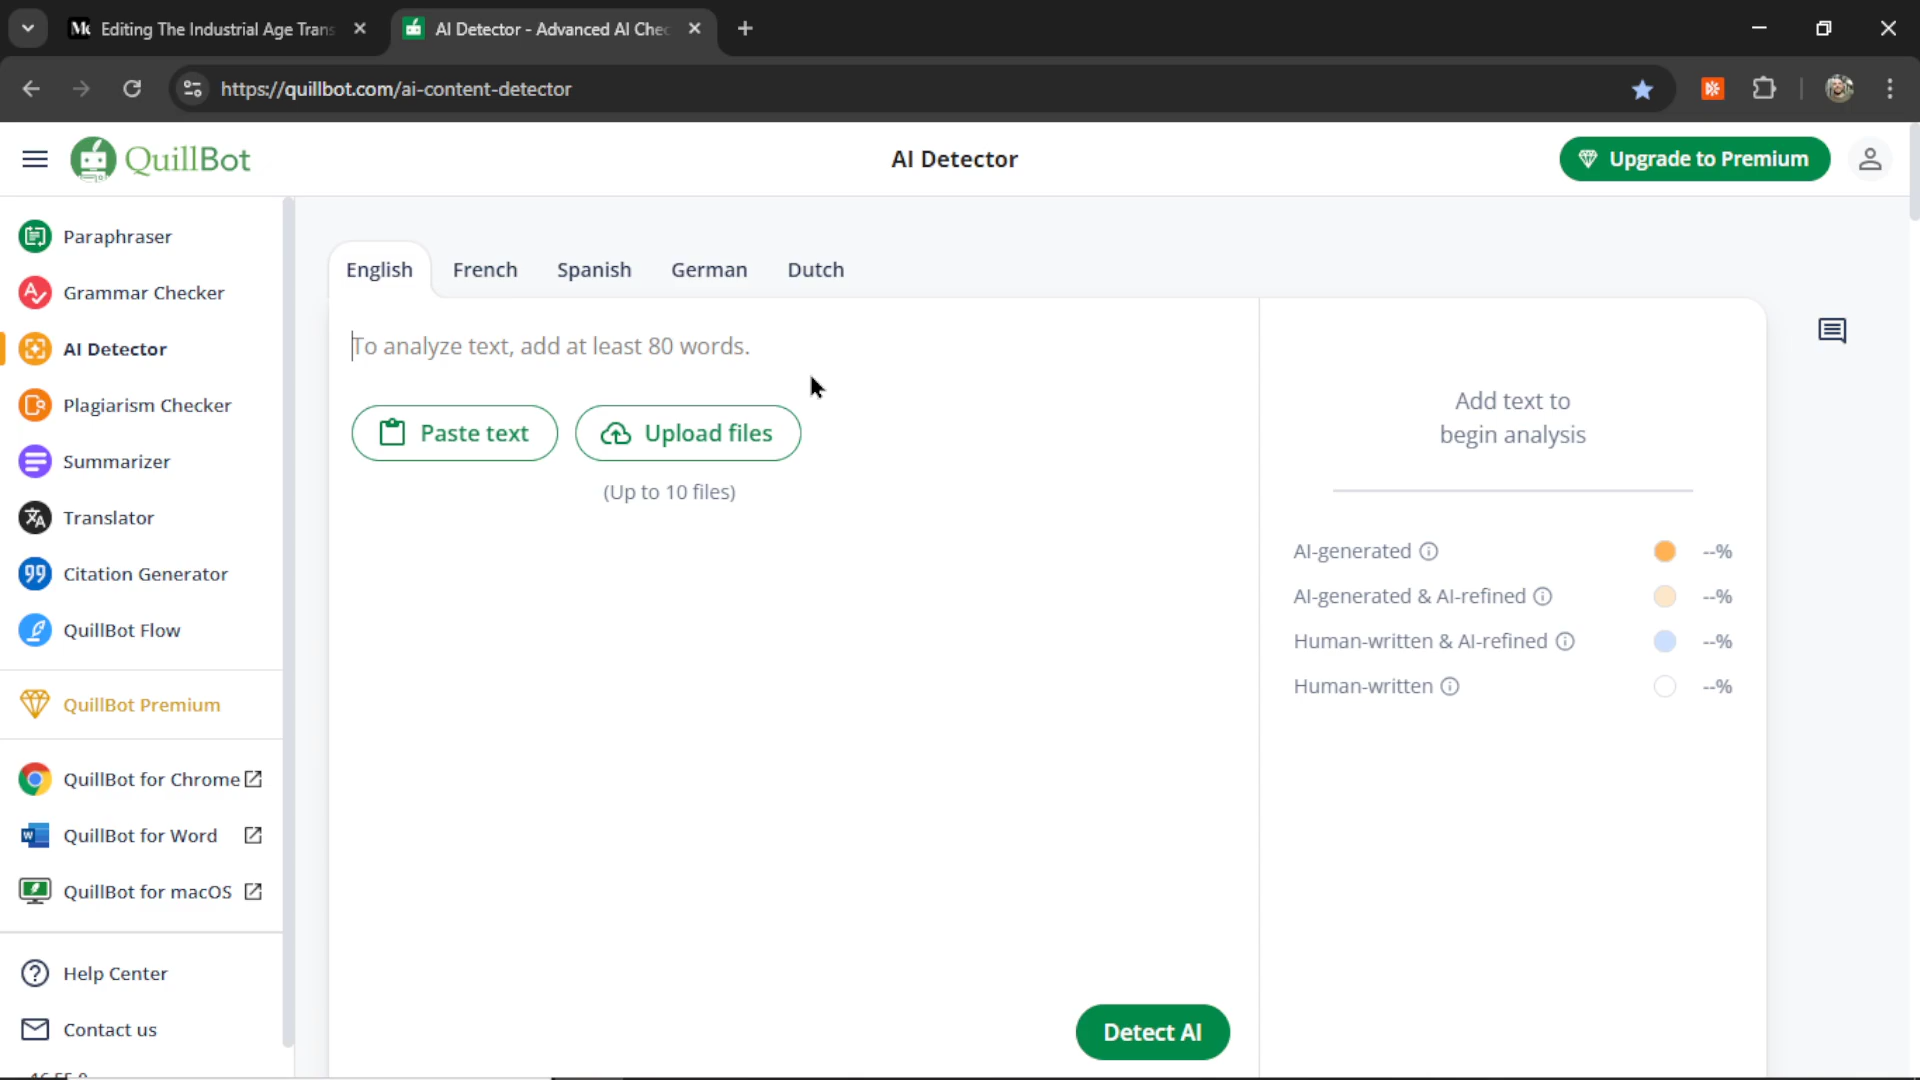 Editing The Industrial Age Trans
AI Detector - Advanced AI Chec
https://quillbot.com/ai-content-detector
QuillBot
AI Detector
Upgrade to Premium
Paraphraser
Grammar Checker
AI Detector
Plagiarism Checker
Summarizer
Translator
99
Citation Generator
QuillBot Flow
QuillBot Premium
QuillBot for Chrome
QuillBot for Word
QuillBot for macOS
Help Center
Contact us
English
French
Spanish
German
Dutch
To analyze text, add at least 80 words.
Paste text
Upload files
(Up to 10 files)
Detect AI
Add text to
begin analysis
AI-generated --%
AI-generated & AI-refined --%
Human-written & AI-refined --%
Human-written --%